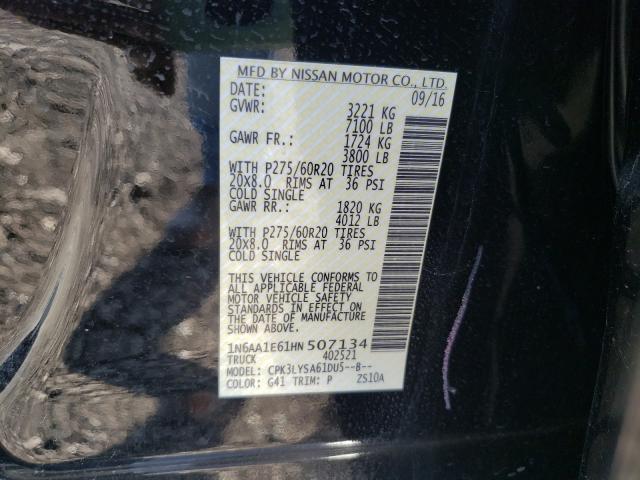 MFD BY NISSAN MOTOR CO., LTD.
DATE: 09/16
GVWR: 3221 KG
7100 LB
GAWR FR.: 1724 KG
3800 LB
WITH P275/60R20 TIRES
20X8.0 RIMS AT 36 PSI
COLD SINGLE
GAWR RR.: 1820 KG
4012 LB
WITH P275/60R20 TIRES
20X8.0 RIMS AT 36 PSI
COLD SINGLE
THIS VEHICLE CONFORMS TO
ALL APPLICABLE FEDERAL
MOTOR VEHICLE SAFETY
STANDARDS IN EFFECT ON
THE DATE OF MANUFACTURE
SHOWN ABOVE.
1N6AA1E61HN507134
TRUCK 402521
MODEL: CPK3LYSA61DU5--B--
COLOR: G41 TRIM: P ZS10A